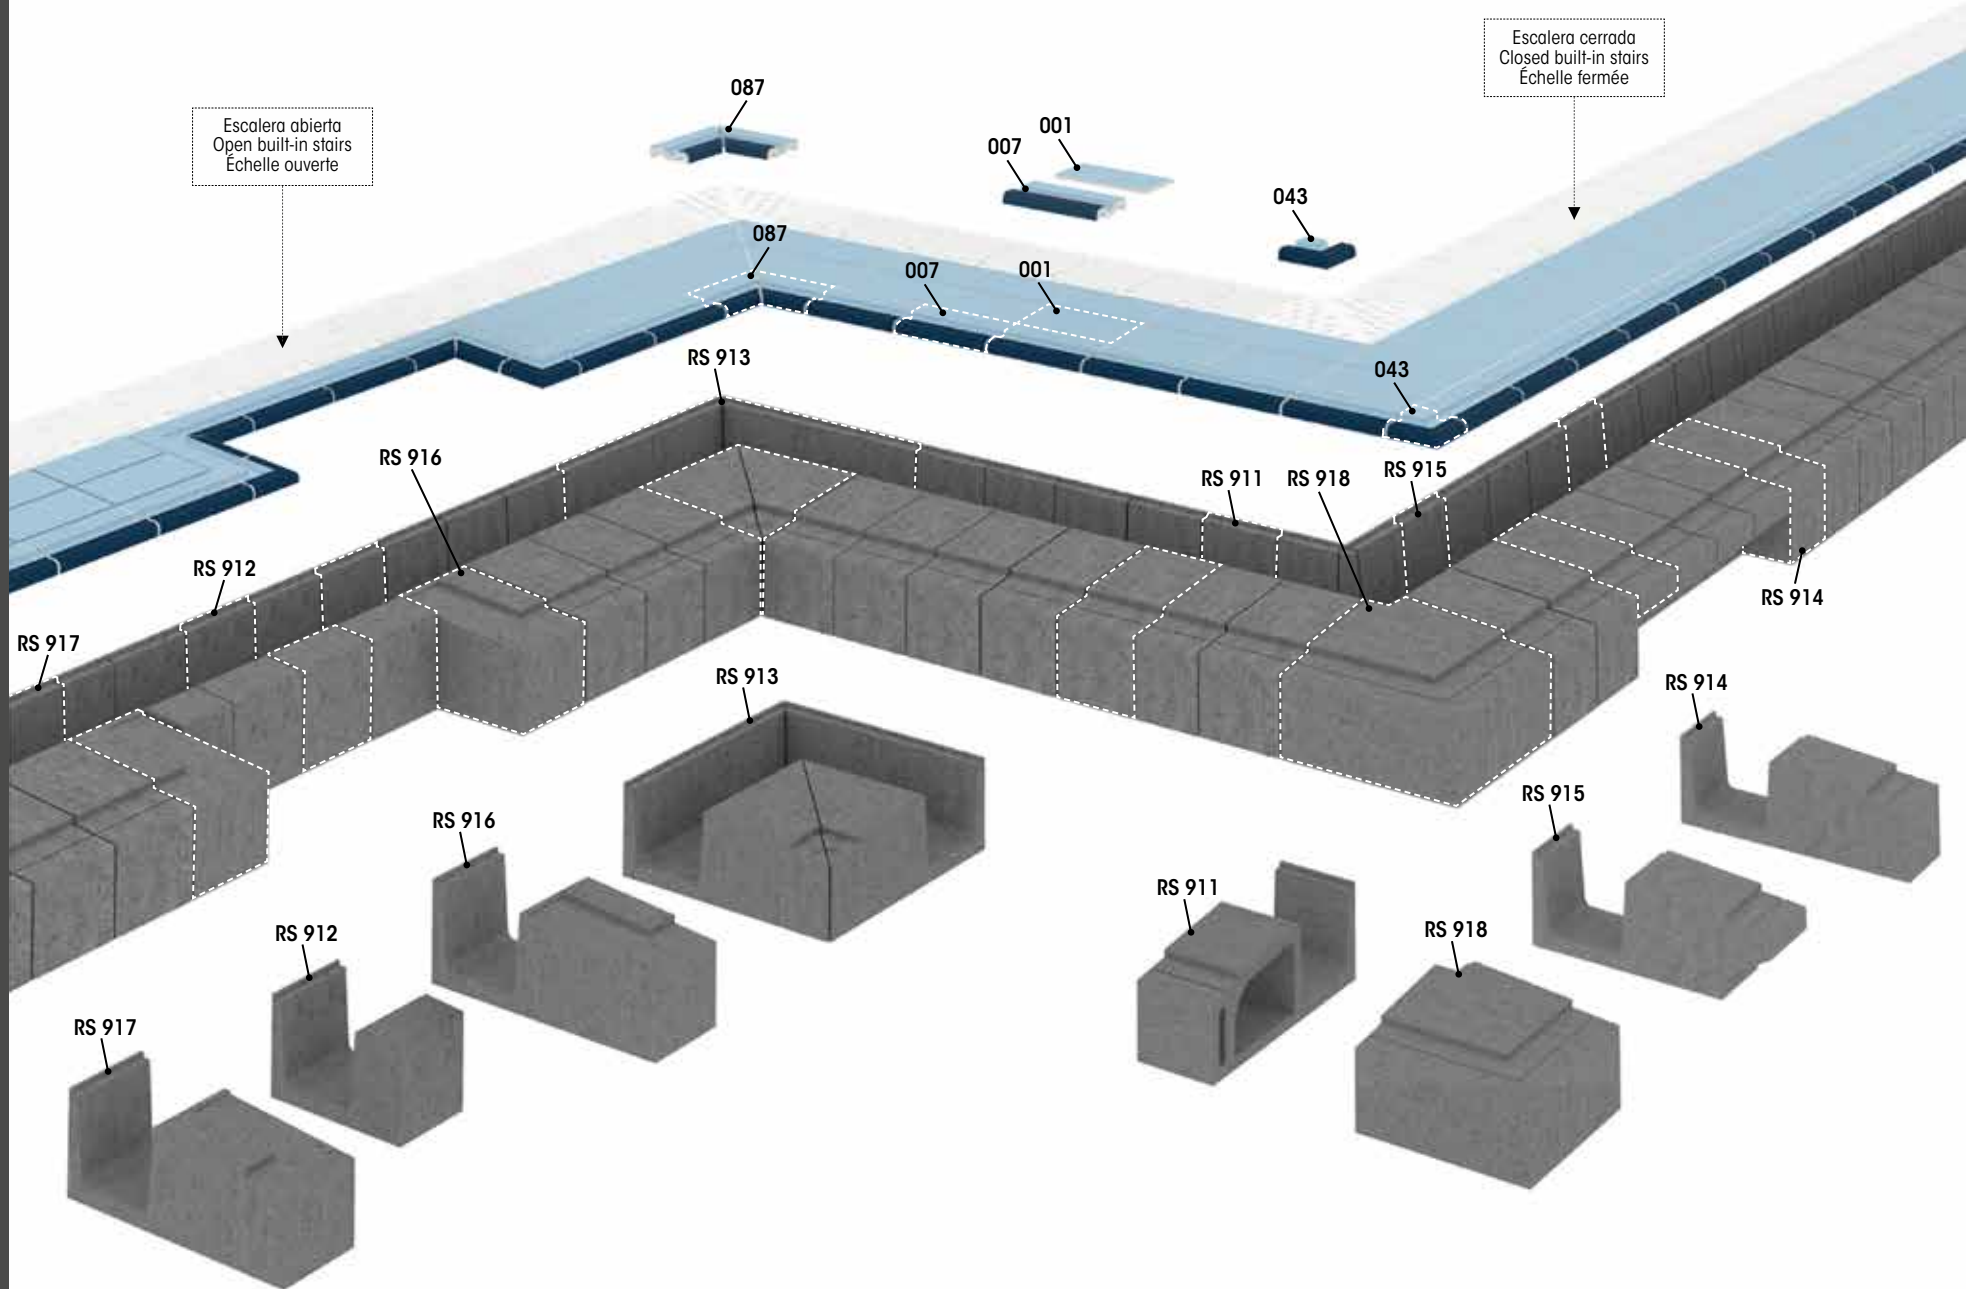 Escalera cerrada
Closed built-in stairs
Échelle fermée
087
Escalera abierta
Open built-in stairs
Échelle ouverte
001
007
043
087
007
001
RS 913
043
RS 916
RS 911
RS 918
RS 915
RS 912
RS 914
RS 917
RS 913
RS 914
RS 915
RS 916
RS 911
RS 918
RS 912
RS 917